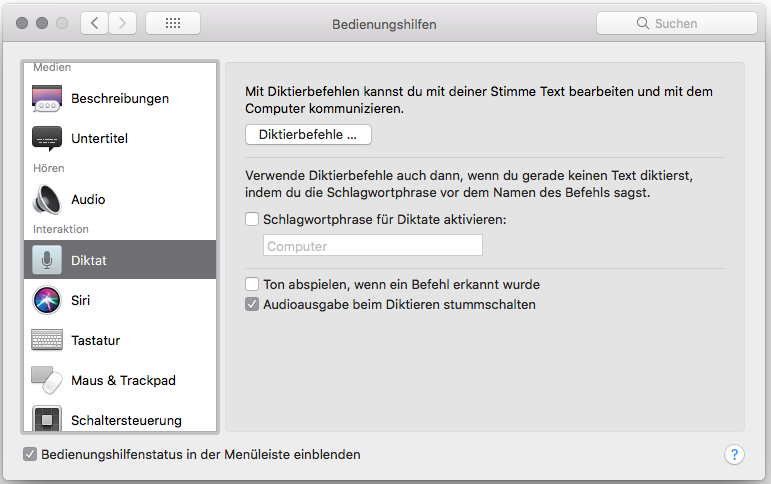 Bedienungshilfen
Suchen
Medien
Beschreibungen
Untertitel
Hören
Audio
Interaktion
Diktat
Siri
Tastatur
Maus & Trackpad
Schaltersteuerung
Mit Diktierbefehlen kannst du mit deiner Stimme Text bearbeiten und mit dem
Computer kommunizieren.
Diktierbefehle ...
Verwende Diktierbefehle auch dann, wenn du gerade keinen Text diktierst,
indem du die Schlagwortphrase vor dem Namen des Befehls sagst.
Schlagwortphrase für Diktate aktivieren:
Computer
Ton abspielen, wenn ein Befehl erkannt wurde
Audioausgabe beim Diktieren stummschalten
Bedienungshilfenstatus in der Menüleiste einblenden
?